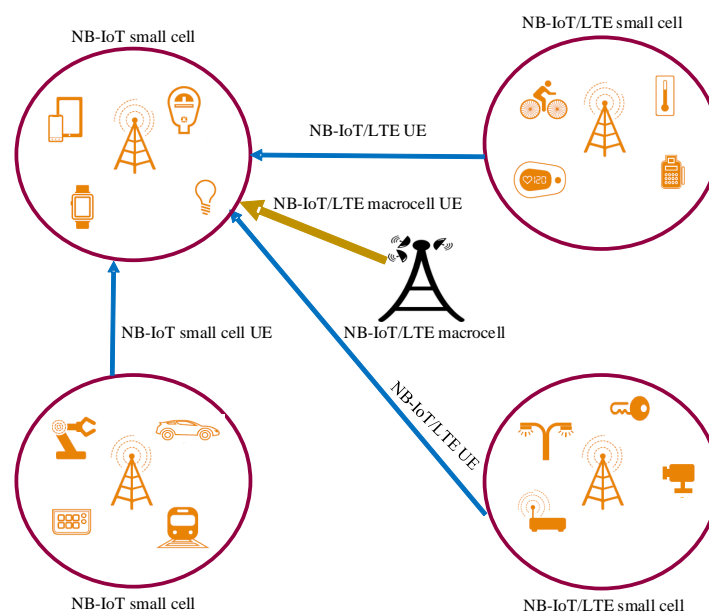 NB-IoT small cell
NB-IoT/LTE small cell
NB-IoT/LTE UE
120
NB-IoT/LTE macrocell UE
NB-IoT small cell UE
NB-IoT/LTE macrocell
NB-IoT/LTE UE
NB-IoT small cell
NB-IoT/LTE small cell